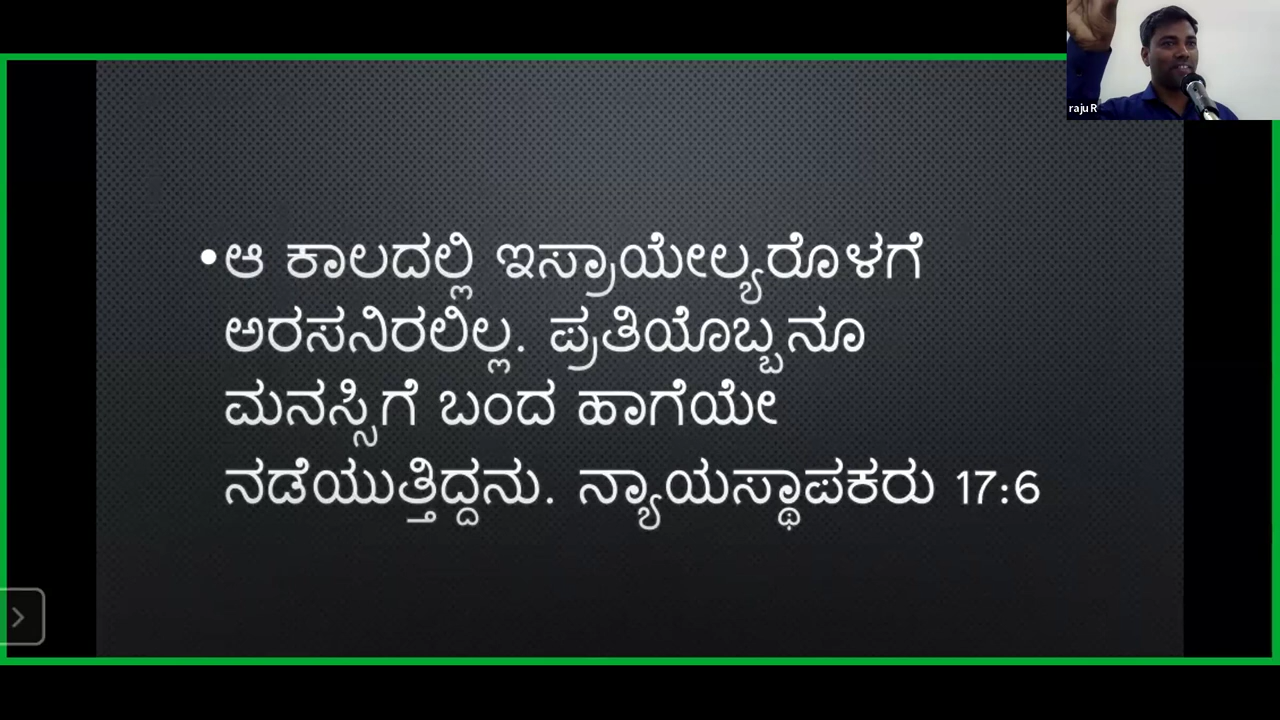 raju R
•ಆ ಕಾಲದಲ್ಲಿ ಇಸ್ರಾಯೇಲ್ಯರೊಳಗೆ
ಅರಸನಿರಲಿಲ್ಲ. ಪ್ರತಿಯೊಬ್ಬನೂ
ಮನಸ್ಸಿಗೆ ಬಂದ ಹಾಗೆಯೇ
ನಡೆಯುತ್ತಿದ್ದನು. ನ್ಯಾಯಸ್ಥಾಪಕರು 17:6